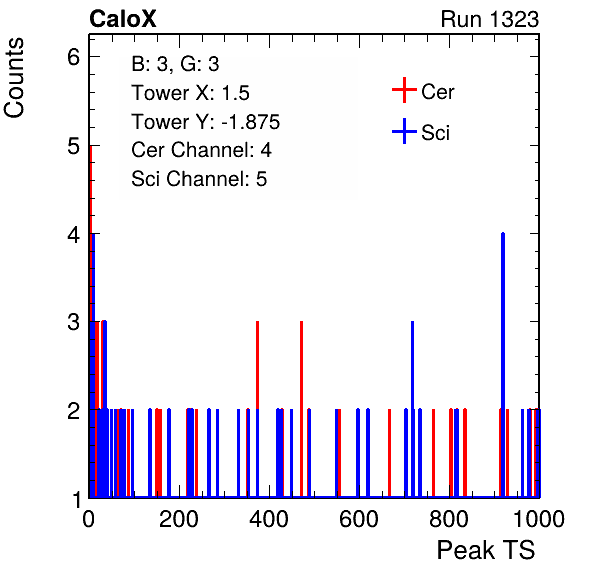 CaloX Run 1323
Counts
B: 3, G: 3
Tower X: 1.5
Tower Y: -1.875
Cer Channel: 4
Sci Channel: 5
Cer
Sci
6
5
4
3
2
1
0 200 400 600 800 1000
Peak TS